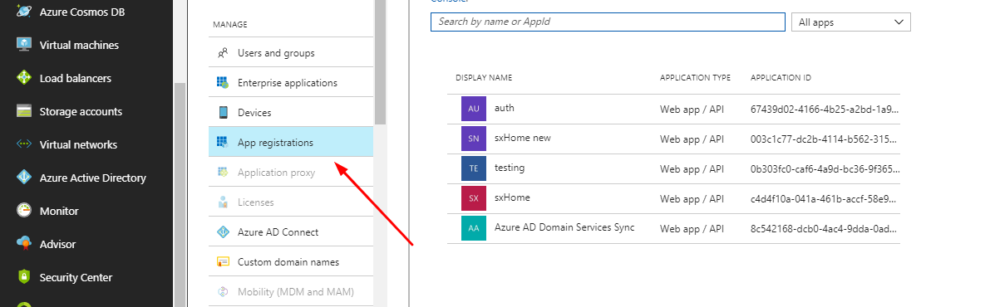 Azure Cosmos DB
Virtual machines
Load balancers
Storage accounts
Virtual networks
Azure Active Directory
Monitor
Advisor
Security Center
MANAGE
Users and groups
Enterprise applications
Devices
App registrations
Application proxy
Licenses
Azure AD Connect
Custom domain names
Mobility (MDM and MAM)
Search by name or AppId
All apps
DISPLAY NAME APPLICATION TYPE APPLICATION ID
AU auth Web app / API 67439d02-4166-4b25-a2bd-1a9...
SN sxHome new Web app / API 003c1c77-dc2b-4114-b562-315...
TE testing Web app / API 0b303fc0-caf6-4a9d-bc36-9f365...
SX sxHome Web app / API c4d4f10a-041a-461b-accf-58e9...
AA Azure AD Domain Services Sync Web app / API 8c542168-dcb0-4ac4-9dda-0ad...